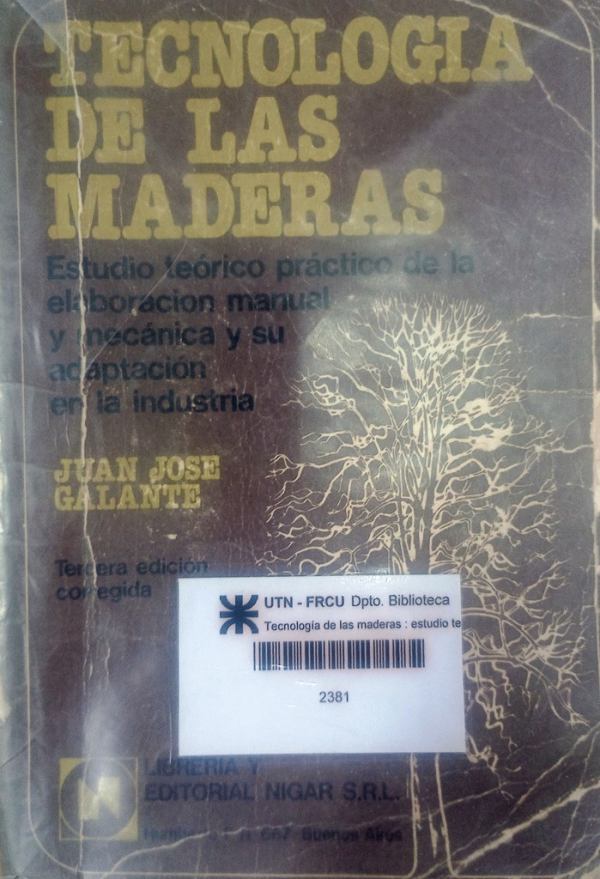 TECNOLOGIA
DE LAS
MADERAS
Estudio teórico práctico de la
elaboracion manual
y mecánica y su
adaptación
en la industria
JUAN JOSE
GALANTE
Tercera edición
corregida
UTN - FRCU Dpto. Biblioteca
Tecnología de las maderas : estudio te
2381
LIBRERIA Y
EDITORIAL NIGAR S.R.L.
667 Buenos Aires